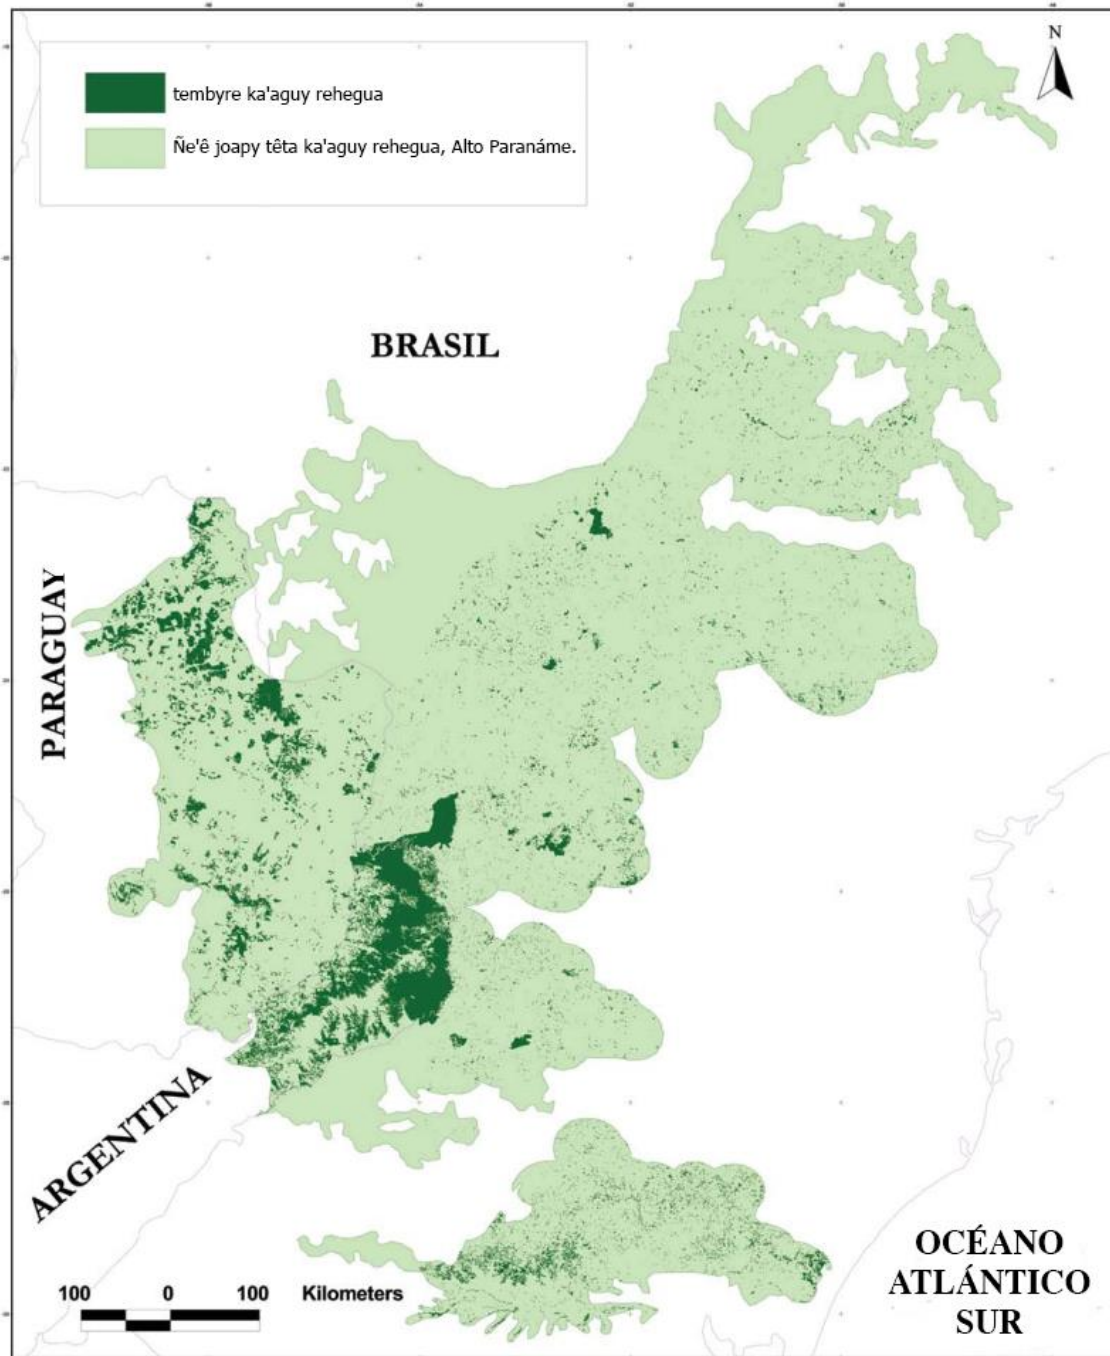 N
tembyre ka'aguy rehegua
Ñe'ê joapy têta ka'aguy rehegua, Alto Paranáme.
BRASIL
PARAGUAY
ARGENTINA
OCÉANO
ATLÁNTICO
SUR
100 0 100 Kilometers